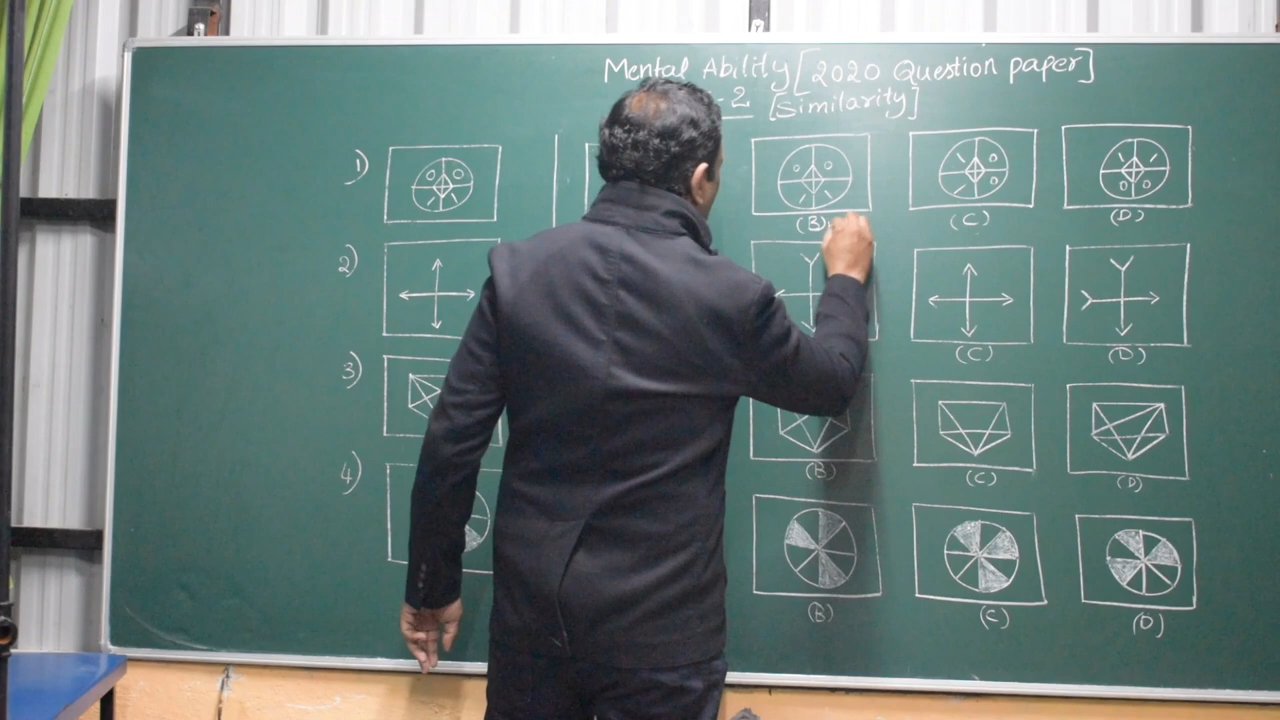 Mental Ability [2020 Question paper]
-2 [Similarity]
1)
(B) (C) (D)
2)
(C) (D)
3)
(B) (C) (D)
4)
(B) (C) (D)